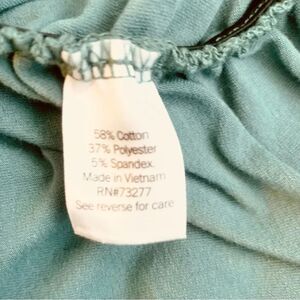 58% Cotton
37% Polyester
5% Spandex
Made in Vietnam
RN#73277
See reverse for care